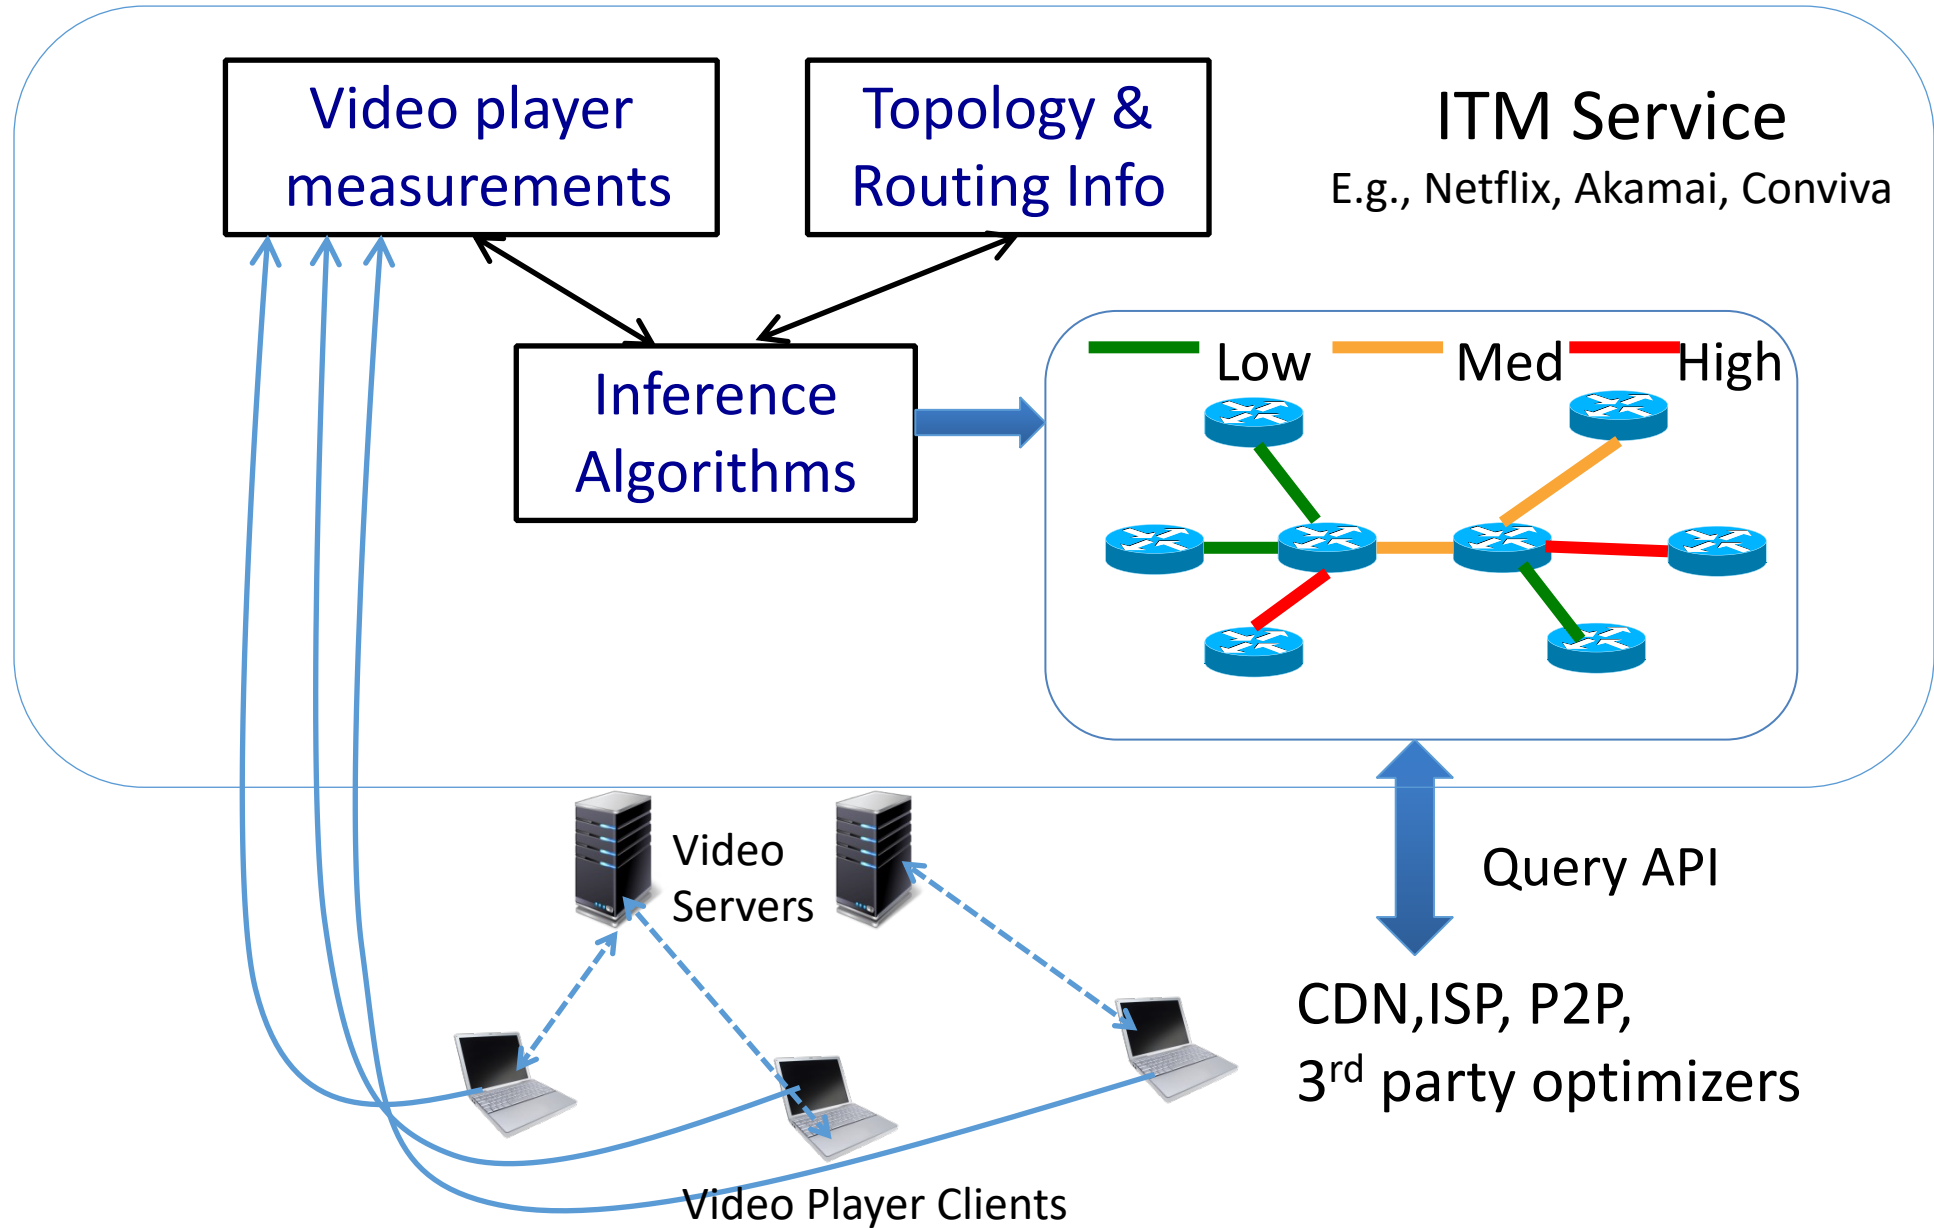 Video player
measurements
Topology &
Routing Info
ITM Service
E.g., Netflix, Akamai, Conviva
Inference
Algorithms
Low Med High
Video
Servers
Query API
CDN,ISP, P2P,
3rd party optimizers
Video Player Clients